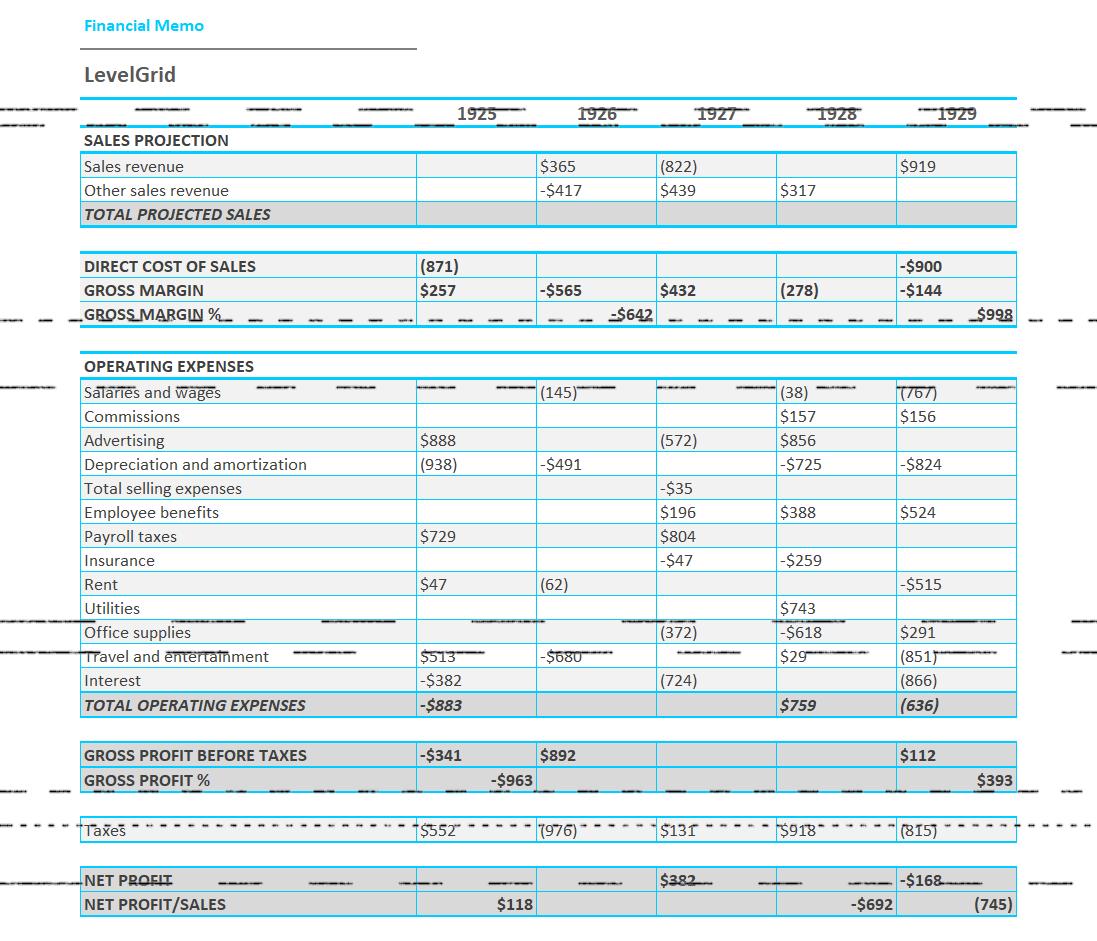 Financial Memo
LevelGrid
1925 1926 1927 1928 1929
SALES PROJECTION
Sales revenue $365 (822) $919
Other sales revenue -$417 $439 $317
TOTAL PROJECTED SALES
DIRECT COST OF SALES (871) -$900
GROSS MARGIN $257 -$565 $432 (278) -$144
GROSS MARGIN % -$642 $998
OPERATING EXPENSES
Salaries and wages (145) (38) (767)
Commissions $157 $156
Advertising $888 (572) $856
Depreciation and amortization (938) -$491 -$725 -$824
Total selling expenses -$35
Employee benefits $196 $388 $524
Payroll taxes $729 $804
Insurance -$47 -$259
Rent $47 (62) -$515
Utilities $743
Office supplies (372) -$618 $291
Travel and entertainment $513 -$680 $29 (851)
Interest -$382 (724) (866)
TOTAL OPERATING EXPENSES -$883 $759 (636)
GROSS PROFIT BEFORE TAXES -$341 $892 $112
GROSS PROFIT % -$963 $393
Taxes $552 (976) $131 $918 (815)
NET PROFIT $382 -$168
NET PROFIT/SALES $118 -$692 (745)